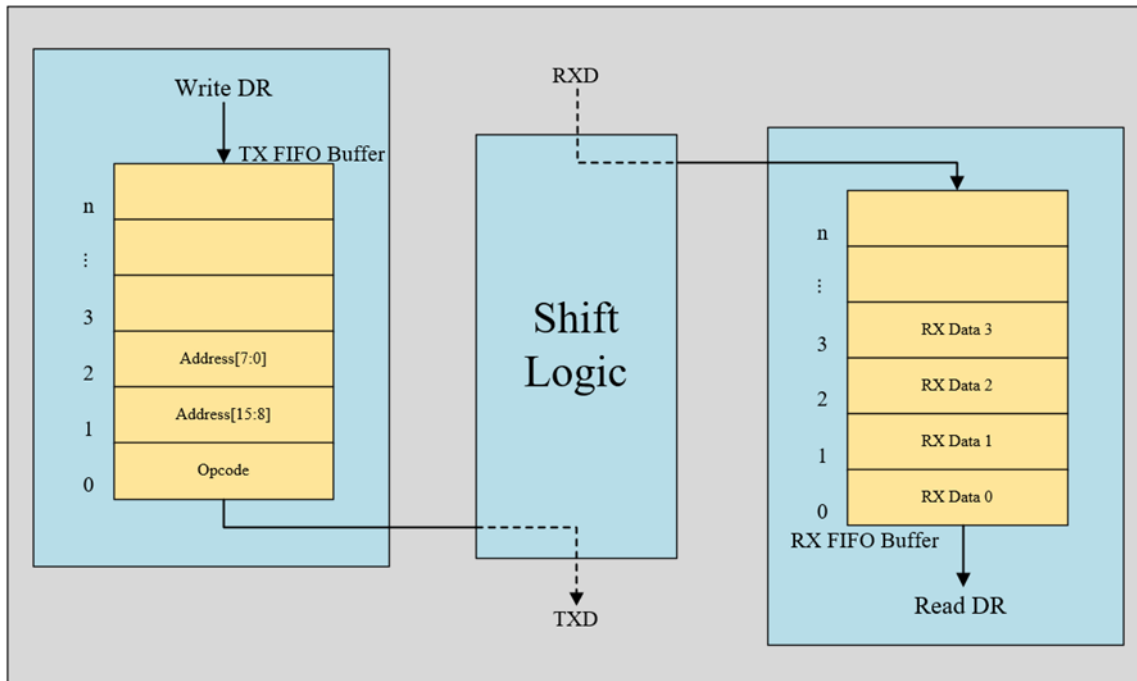 Write DR
TX FIFO Buffer
n
⋮
3
2
1
0
Address[7:0]
Address[15:8]
Opcode
RXD
Shift
Logic
TXD
n
⋮
3
2
1
0
RX Data 3
RX Data 2
RX Data 1
RX Data 0
RX FIFO Buffer
Read DR